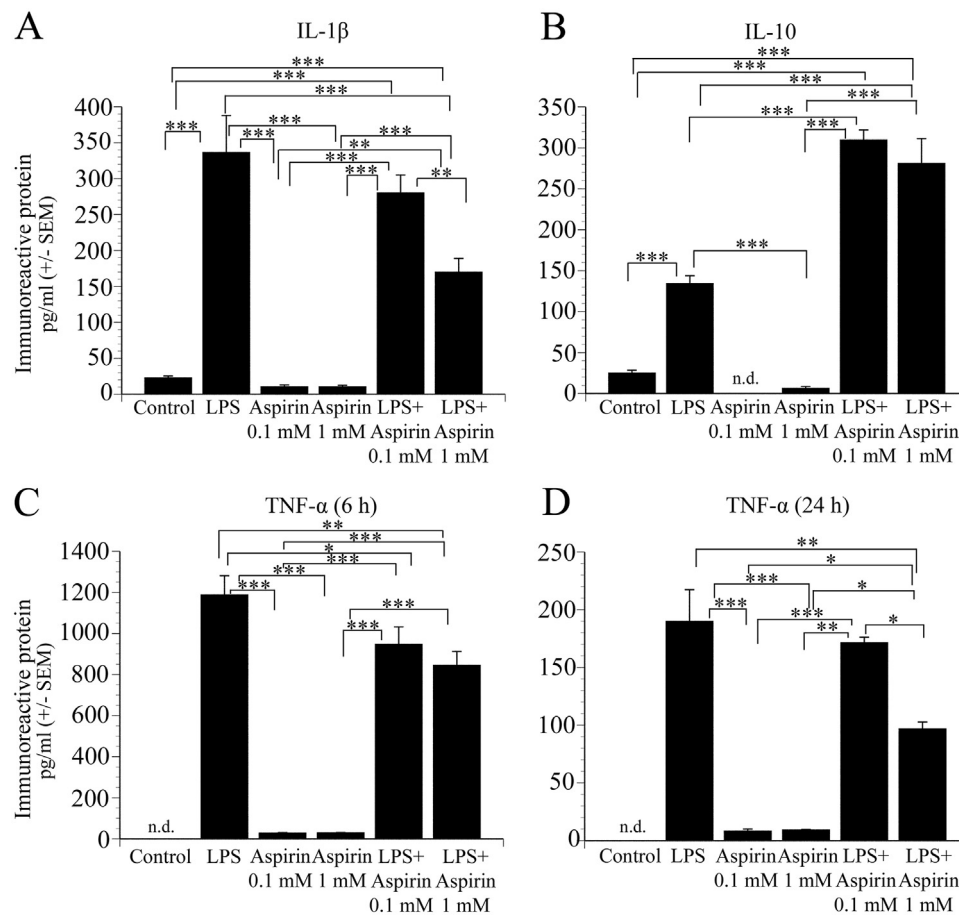 A
IL-1β
***
***
***
***
***
***
***
**
***
***
**
Immunoreactive protein
pg/ml (+/- SEM)
400
350
300
250
200
150
100
50
0
Control LPS Aspirin Aspirin LPS+ LPS+
0.1 mM 1 mM Aspirin Aspirin
0.1 mM 1 mM
B
IL-10
***
***
***
***
***
***
***
***
350
300
250
200
150
100
50
0
n.d.
Control LPS Aspirin Aspirin LPS+ LPS+
0.1 mM 1 mM Aspirin Aspirin
0.1 mM 1 mM
C
TNF-α (6 h)
**
***
*
***
***
***
***
***
Immunoreactive protein
pg/ml (+/- SEM)
1400
1200
1000
800
600
400
200
0
n.d.
Control LPS Aspirin Aspirin LPS+ LPS+
0.1 mM 1 mM Aspirin Aspirin
0.1 mM 1 mM
D
TNF-α (24 h)
**
*
***
*
***
***
**
*
250
200
150
100
50
0
n.d.
Control LPS Aspirin Aspirin LPS+ LPS+
0.1 mM 1 mM Aspirin Aspirin
0.1 mM 1 mM